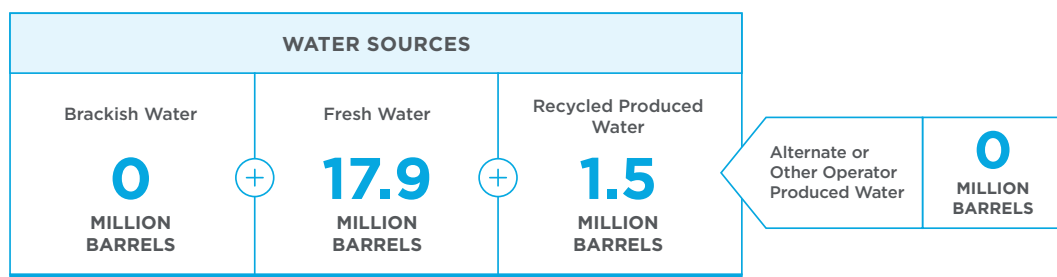 WATER SOURCES
Brackish Water
0
MILLION
BARRELS
+
Fresh Water
17.9
MILLION
BARRELS
+
Recycled Produced
Water
1.5
MILLION
BARRELS
Alternate or
Other Operator
Produced Water
0
MILLION
BARRELS